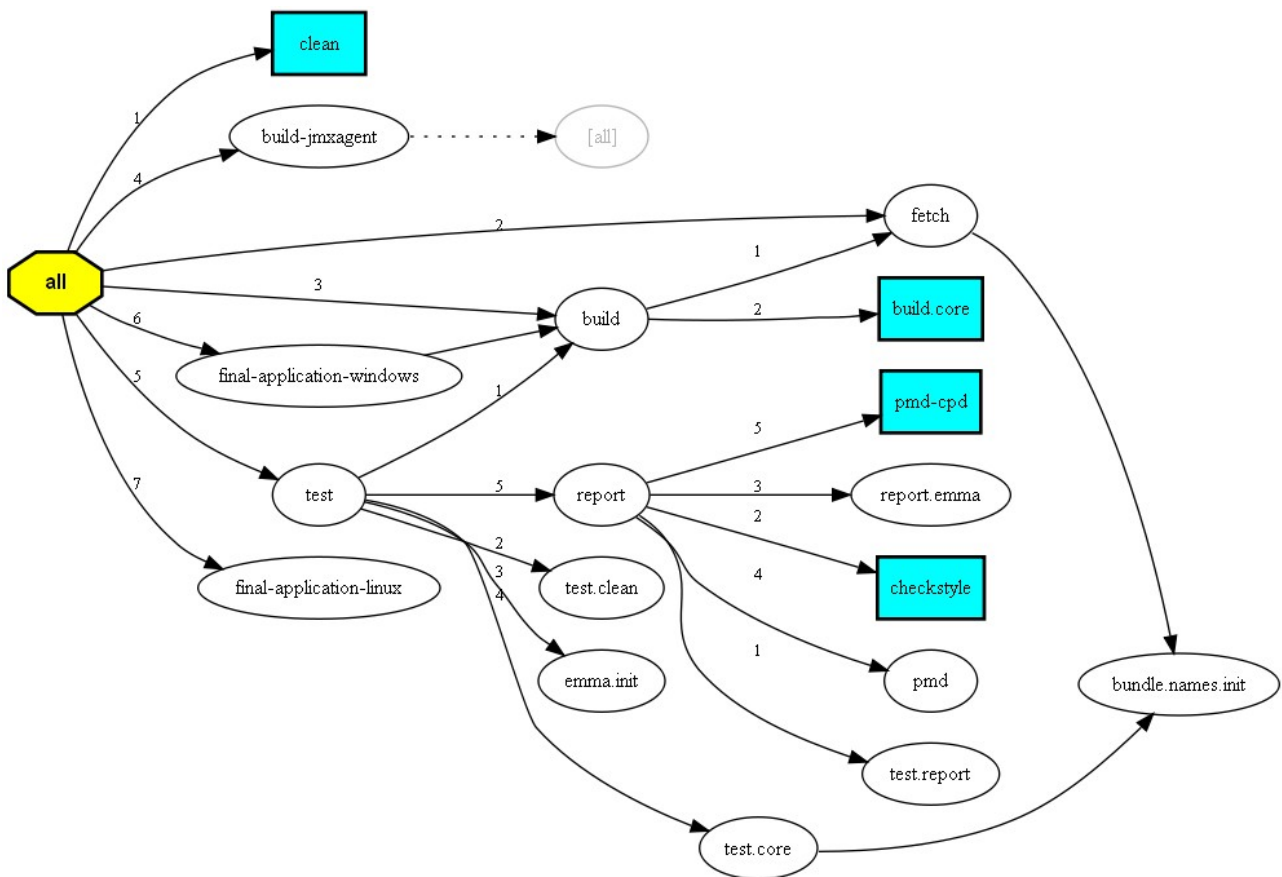 clean
1
build-jmxagent
[all]
4
fetch
2
1
all
3
build
2
build.core
6
final-application-windows
5
1
pmd-cpd
5
7
test
5
report
3
report.emma
2
2
3
4
test.clean
4
checkstyle
final-application-linux
1
emma.init
pmd
bundle.names.init
test.report
test.core